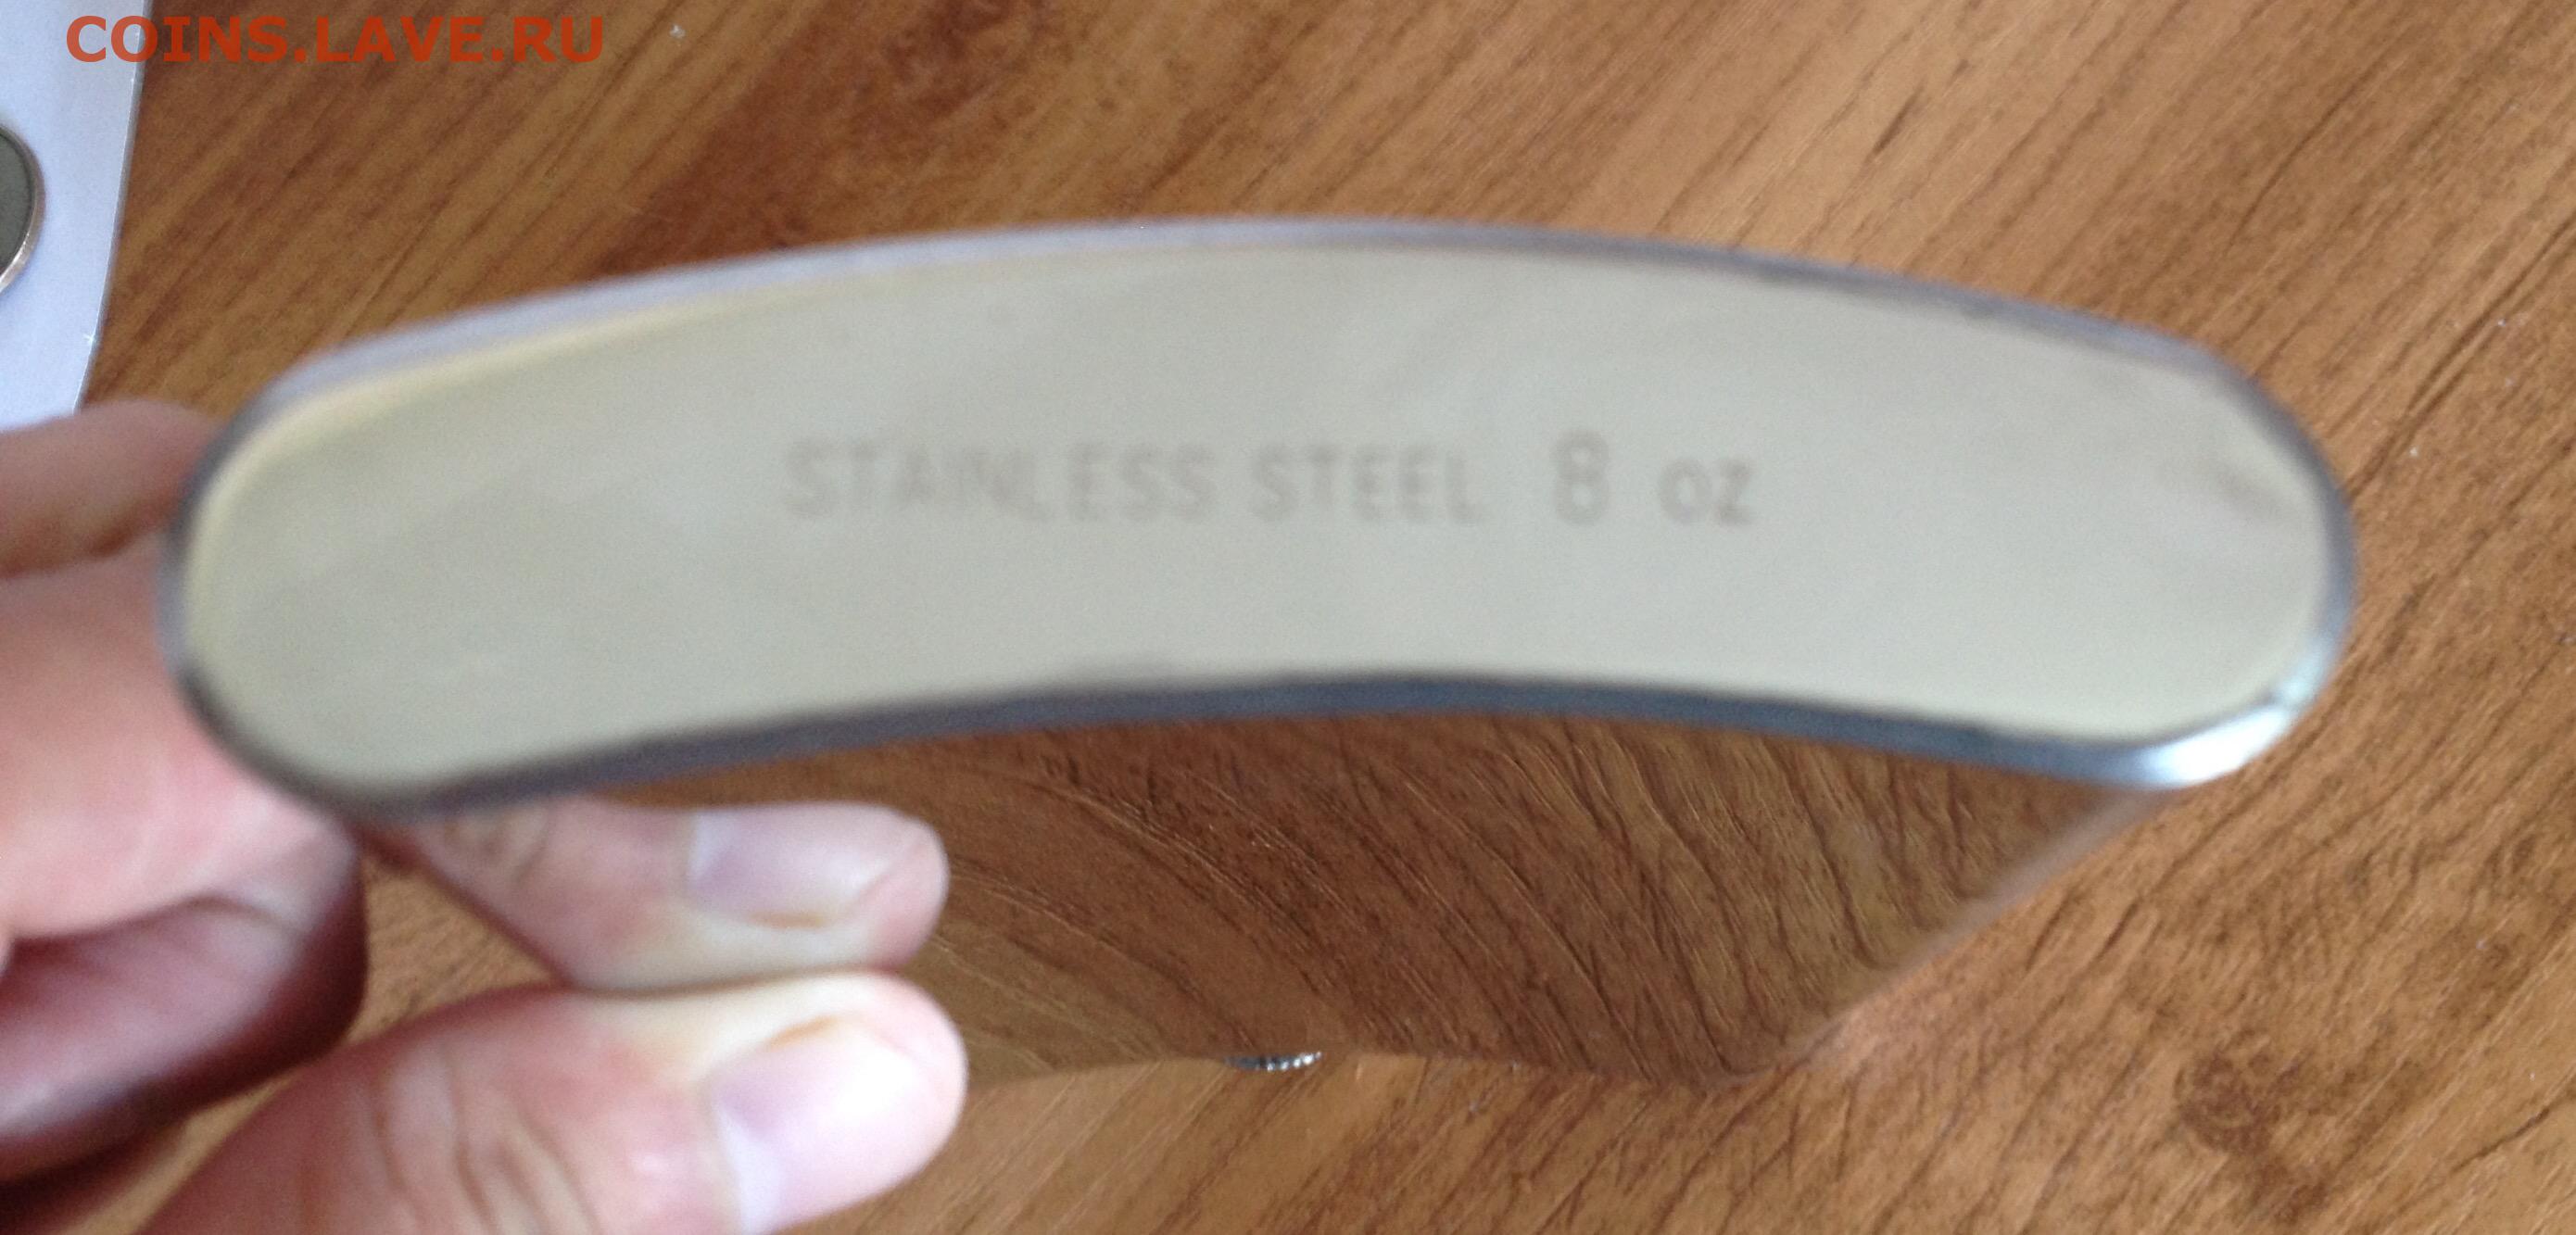 COINS.LAVE.RU
STAINLESS STEEL 8 oz